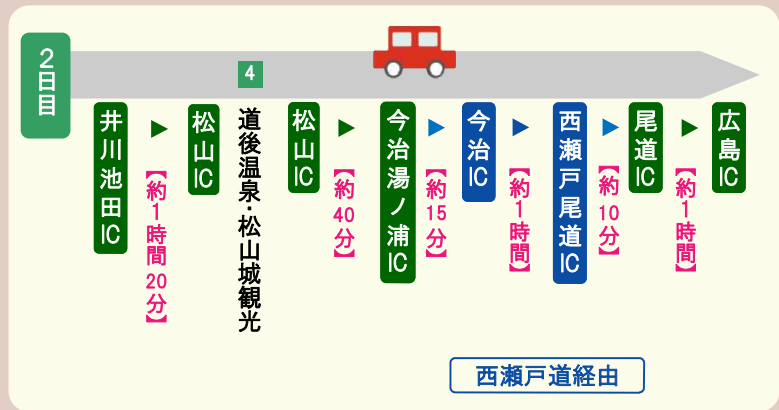 2日目
4
井川池田IC
【約1時間20分】
松山IC
道後温泉・松山城観光
松山IC
【約40分】
今治湯ノ浦IC
【約15分】
今治IC
【約1時間】
西瀬戸尾道IC
【約10分】
尾道IC
【約1時間】
広島IC
西瀬戸道経由